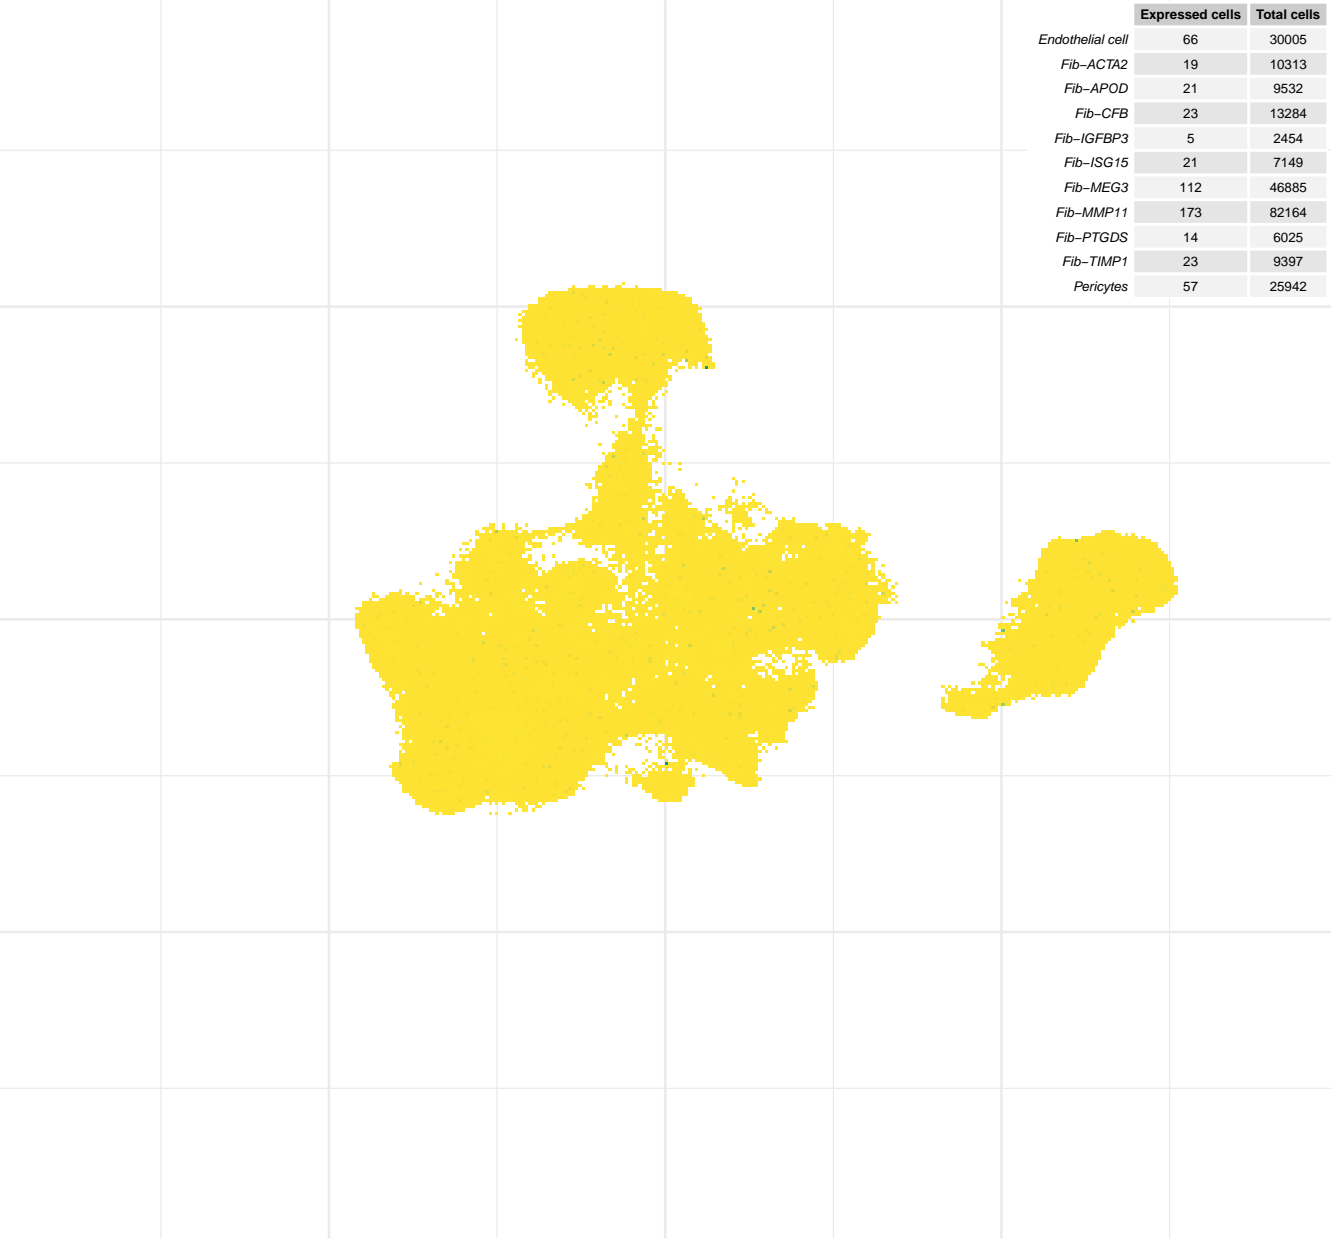 Expressed cells Total cells
Endothelial cell 66 30005
Fib−ACTA2 19 10313
Fib−APOD 21 9532
Fib−CFB 23 13284
Fib−IGFBP3 5 2454
Fib−ISG15 21 7149
Fib−MEG3 112 46885
Fib−MMP11 173 82164
Fib−PTGDS 14 6025
Fib−TIMP1 23 9397
Pericytes 57 25942